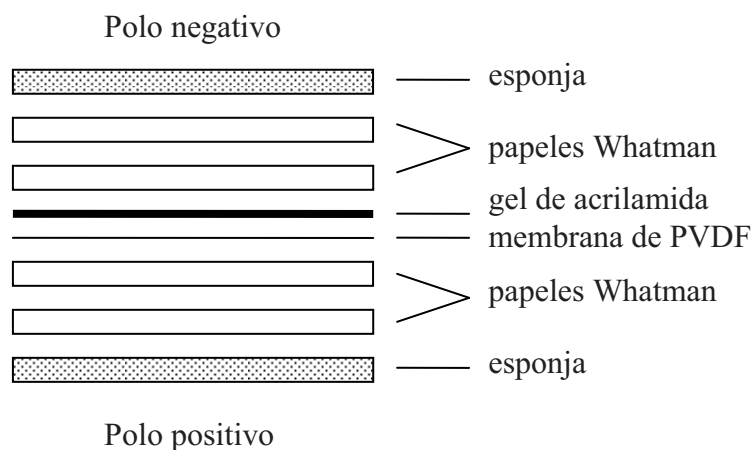 Polo negativo
esponja
papeles Whatman
gel de acrilamida
membrana de PVDF
papeles Whatman
esponja
Polo positivo